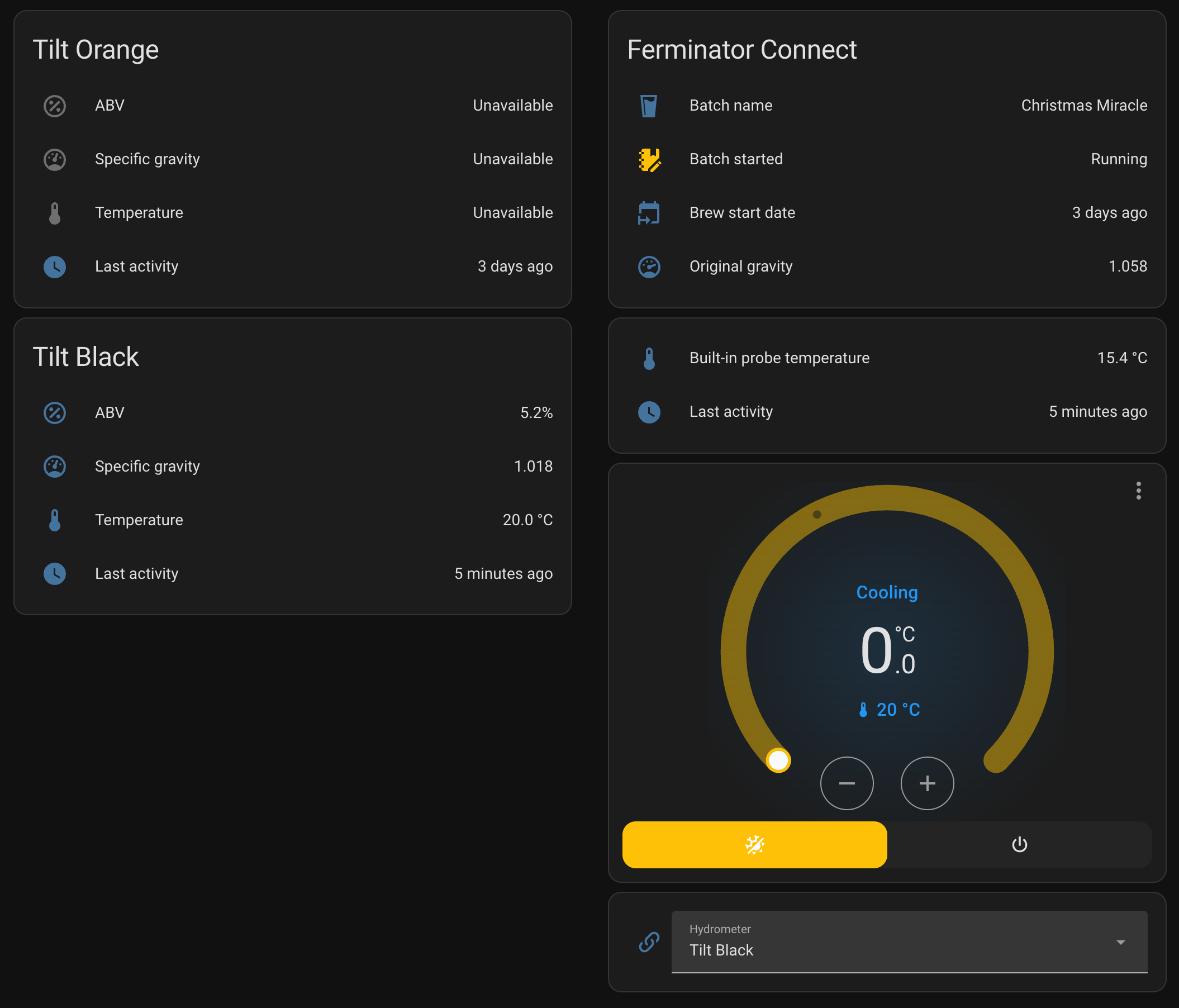 Tilt Orange
ABV Unavailable
Specific gravity Unavailable
Temperature Unavailable
Last activity 3 days ago
Tilt Black
ABV 5.2%
Specific gravity 1.018
Temperature 20.0 °C
Last activity 5 minutes ago
Ferminator Connect
Batch name Christmas Miracle
Batch started Running
Brew start date 3 days ago
Original gravity 1.058
Built-in probe temperature 15.4 °C
Last activity 5 minutes ago
Cooling
0.0 °C
20 °C
Hydrometer
Tilt Black